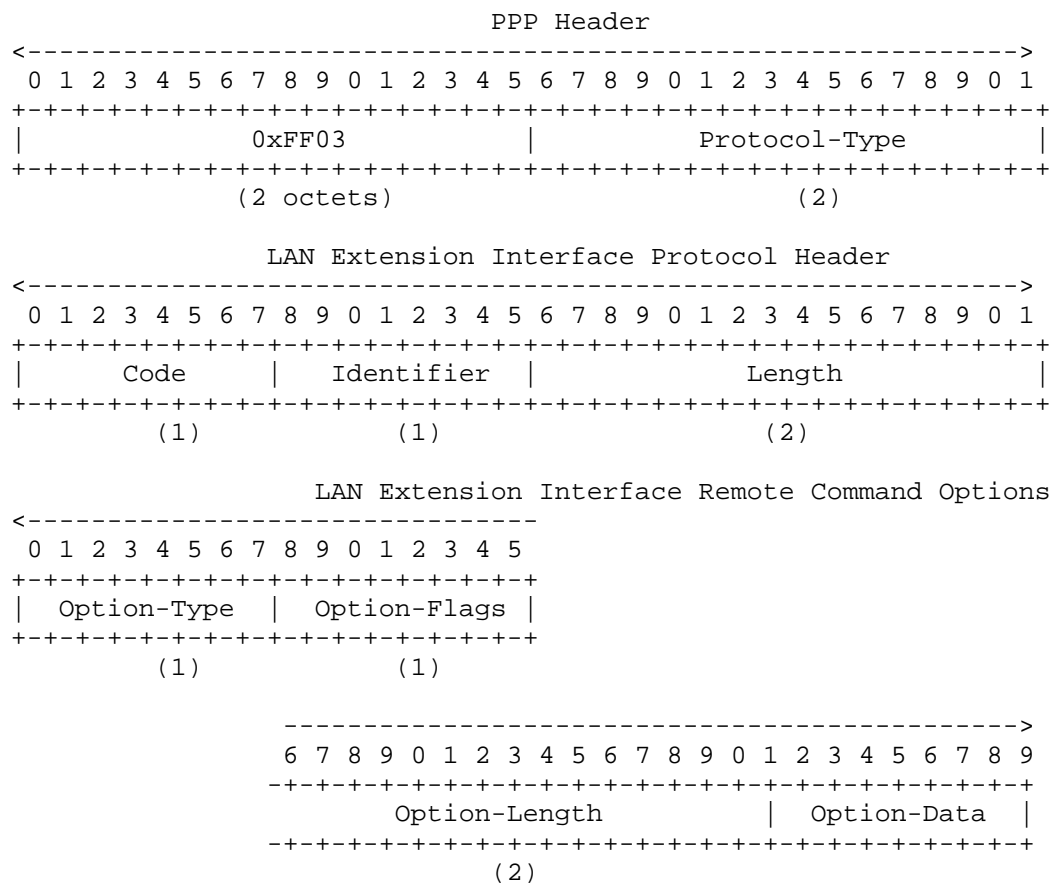 PPP Header
<-------------------------------------------------------------->
 0 1 2 3 4 5 6 7 8 9 0 1 2 3 4 5 6 7 8 9 0 1 2 3 4 5 6 7 8 9 0 1
+-+-+-+-+-+-+-+-+-+-+-+-+-+-+-+-+-+-+-+-+-+-+-+-+-+-+-+-+-+-+-+-+
|              0xFF03           |          Protocol-Type        |
+-+-+-+-+-+-+-+-+-+-+-+-+-+-+-+-+-+-+-+-+-+-+-+-+-+-+-+-+-+-+-+-+
              (2 octets)                         (2)
                LAN Extension Interface Protocol Header
<-------------------------------------------------------------->
 0 1 2 3 4 5 6 7 8 9 0 1 2 3 4 5 6 7 8 9 0 1 2 3 4 5 6 7 8 9 0 1
+-+-+-+-+-+-+-+-+-+-+-+-+-+-+-+-+-+-+-+-+-+-+-+-+-+-+-+-+-+-+-+-+
|      Code     |   Identifier  |             Length            |
+-+-+-+-+-+-+-+-+-+-+-+-+-+-+-+-+-+-+-+-+-+-+-+-+-+-+-+-+-+-+-+-+
         (1)            (1)                    (2)
                   LAN Extension Interface Remote Command Options
<--------------------------------
 0 1 2 3 4 5 6 7 8 9 0 1 2 3 4 5
+-+-+-+-+-+-+-+-+-+-+-+-+-+-+-+-+
|  Option-Type  |  Option-Flags |
+-+-+-+-+-+-+-+-+-+-+-+-+-+-+-+-+
         (1)            (1)
                 ---------------------------------------------->
                 6 7 8 9 0 1 2 3 4 5 6 7 8 9 0 1 2 3 4 5 6 7 8 9
                -+-+-+-+-+-+-+-+-+-+-+-+-+-+-+-+-+-+-+-+-+-+-+-+
                        Option-Length          |  Option-Data  |
                -+-+-+-+-+-+-+-+-+-+-+-+-+-+-+-+-+-+-+-+-+-+-+-+
                              (2)